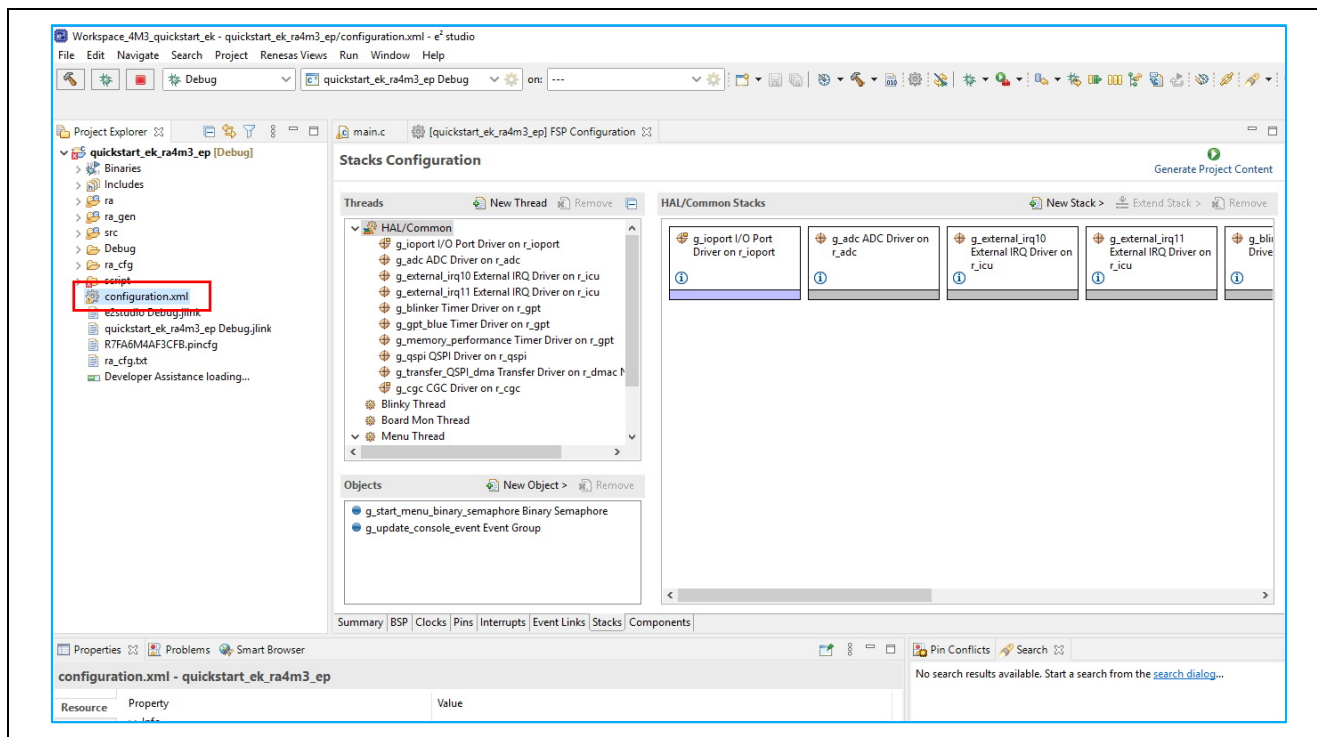 Workspace_4M3_quickstart_ek - quickstart_ek_ra4m3_ep/configuration.xml - e² studio
File Edit Navigate Search Project Renesas Views Run Window Help
Debug quickstart_ek_ra4m3_ep Debug on: ---
Project Explorer
quickstart_ek_ra4m3_ep [Debug]
Binaries
Includes
ra
ra_gen
src
Debug
ra_cfg
script
configuration.xml
e2studio Debug.jlink
quickstart_ek_ra4m3_ep Debug.jlink
R7FA6M4AF3CFB.pincfg
ra_cfg.txt
Developer Assistance loading...
main.c [quickstart_ek_ra4m3_ep] FSP Configuration
Stacks Configuration
Generate Project Content
Threads New Thread Remove
HAL/Common
g_ioport I/O Port Driver on r_ioport
g_adc ADC Driver on r_adc
g_external_irq10 External IRQ Driver on r_icu
g_external_irq11 External IRQ Driver on r_icu
g_blinker Timer Driver on r_gpt
g_gpt_blue Timer Driver on r_gpt
g_memory_performance Timer Driver on r_gpt
g_qspi QSPI Driver on r_qspi
g_transfer_QSPI_dma Transfer Driver on r_dmac
g_cgc CGC Driver on r_cgc
Blinky Thread
Board Mon Thread
Menu Thread
Objects New Object > Remove
g_start_menu_binary_semaphore Binary Semaphore
g_update_console_event Event Group
HAL/Common Stacks New Stack > Extend Stack > Remove
g_ioport I/O Port
Driver on r_ioport
g_adc ADC Driver on
r_adc
g_external_irq10
External IRQ Driver on
r_icu
g_external_irq11
External IRQ Driver on
r_icu
g_blin
Drive
Summary BSP Clocks Pins Interrupts Event Links Stacks Components
Properties Problems Smart Browser
configuration.xml - quickstart_ek_ra4m3_ep
Resource Property Value
Pin Conflicts Search
No search results available. Start a search from the search dialog...